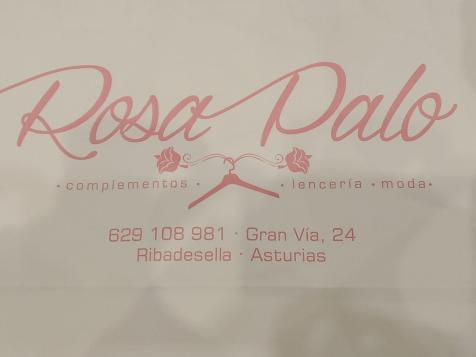 Rosa Palo
· complementos · · lencería · moda ·
629 108 981 · Gran Vía, 24
Ribadesella · Asturias